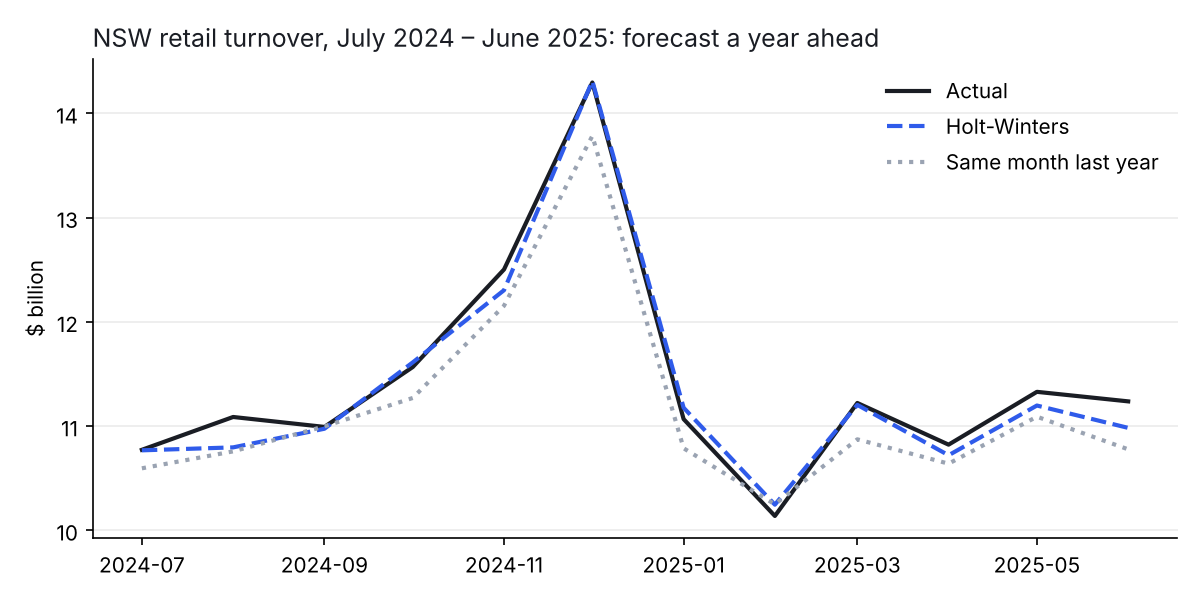 NSW retail turnover, July 2024 – June 2025: forecast a year ahead
Actual
Holt-Winters
Same month last year
$ billion
14
13
12
11
10
2024-07
2024-09
2024-11
2025-01
2025-03
2025-05